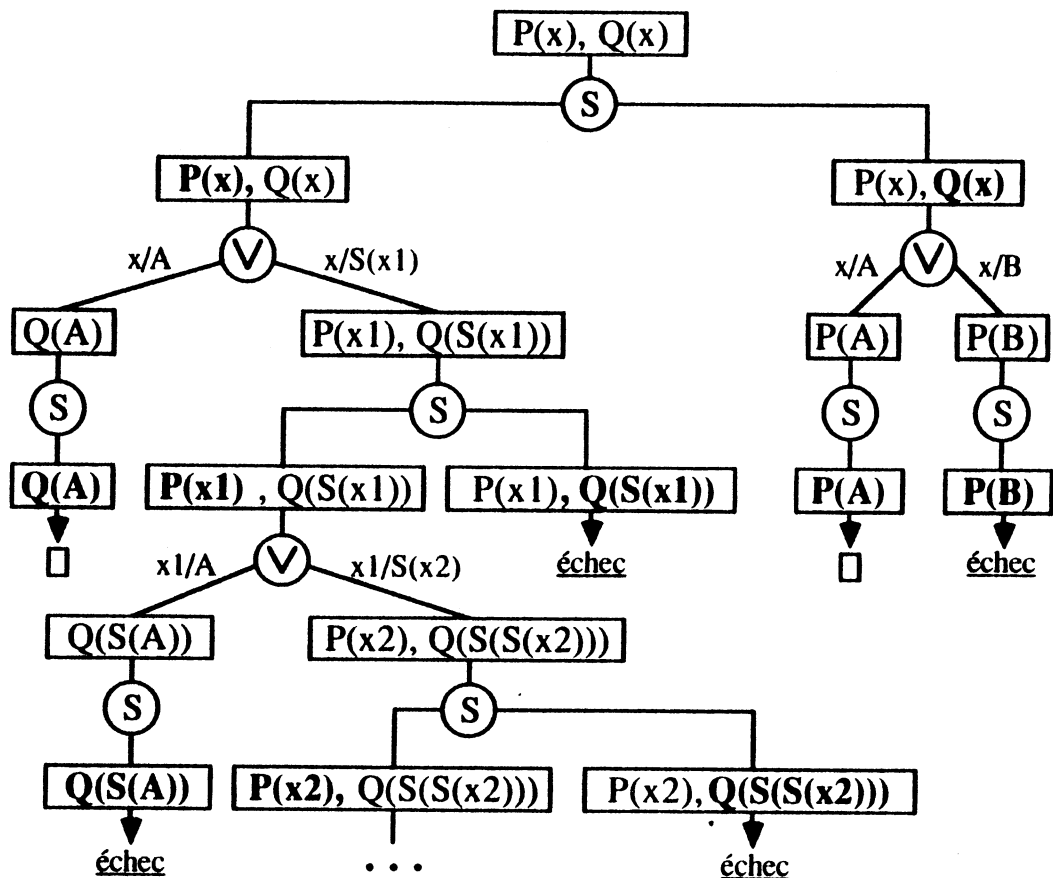 P(x), Q(x)
S
P(x), Q(x)
P(x), Q(x)
V
V
x/A
x/S(x1)
x/A
x/B
Q(A)
P(x1), Q(S(x1))
P(A)
P(B)
S
S
S
S
Q(A)
P(x1) , Q(S(x1))
P(x1), Q(S(x1))
P(A)
P(B)
V
x1/A
x1/S(x2)
échec
échec
Q(S(A))
P(x2), Q(S(S(x2)))
S
S
Q(S(A))
P(x2), Q(S(S(x2)))
P(x2), Q(S(S(x2)))
échec
...
échec